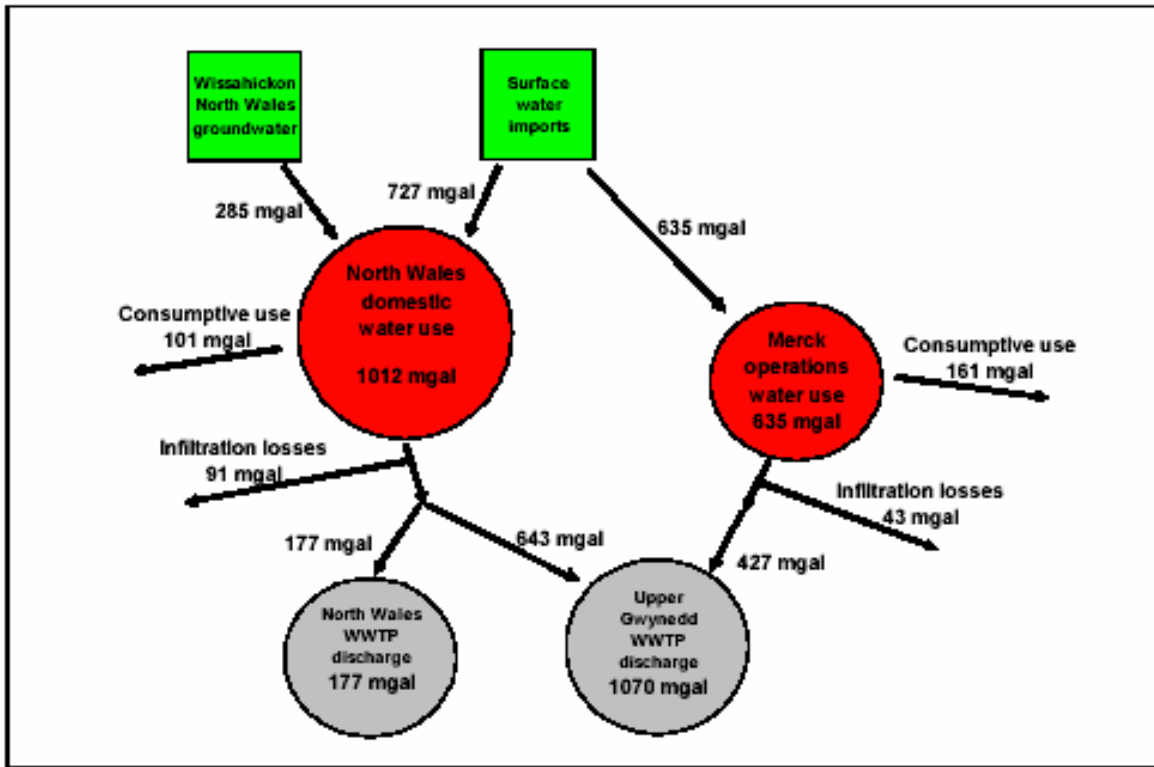 Wissahickon
North Wales
groundwater
Surface
water
imports
285 mgal
727 mgal
635 mgal
North Wales
domestic
water use
1012 mgal
Consumptive use
101 mgal
Merck
operations
water use
635 mgal
Consumptive use
161 mgal
Infiltration losses
91 mgal
Infiltration losses
43 mgal
177 mgal
643 mgal
427 mgal
North Wales
WWTP
discharge
177 mgal
Upper
Gwynedd
WWTP
discharge
1070 mgal